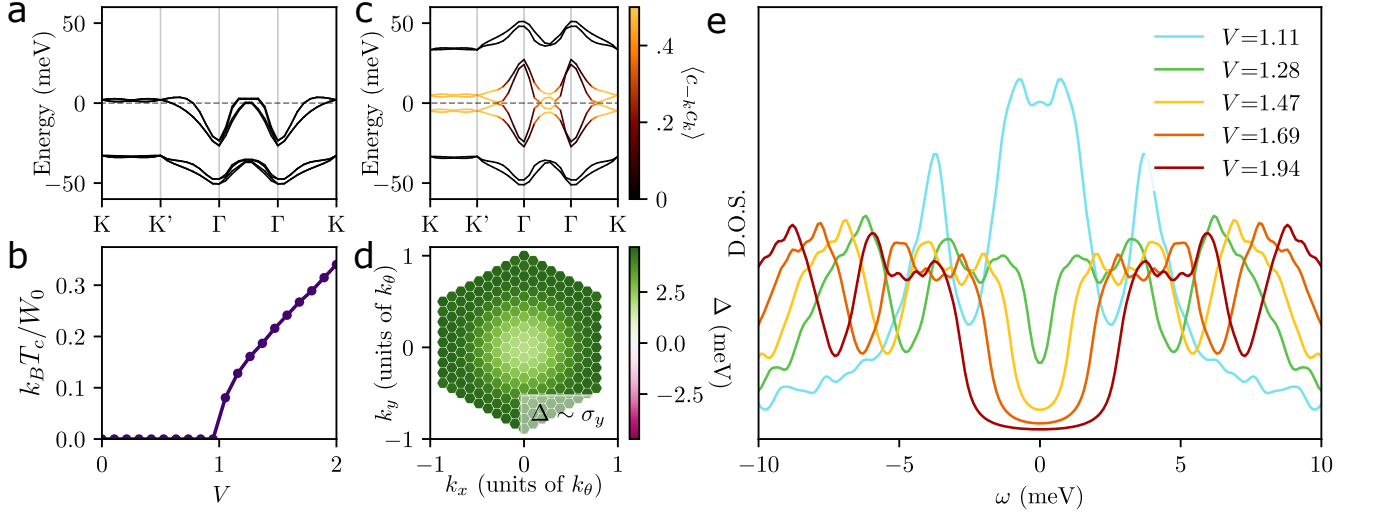 a
50
0
−50
Energy (meV)
K K’ Γ Γ K
b
0.3
0.2
0.1
0.0
k_B T_c/W_0
0 1 2
V
c
50
0
−50
Energy (meV)
K K’ Γ Γ K
.4
.2
0
⟨c_{−k}c_k⟩
d
1
0
−1
k_y (units of k_θ)
Δ ∼ σ_y
−1 0 1
k_x (units of k_θ)
2.5
0.0
−2.5
Δ (meV)
e
V=1.11
V=1.28
V=1.47
V=1.69
V=1.94
D.O.S.
−10 −5 0 5 10
ω (meV)